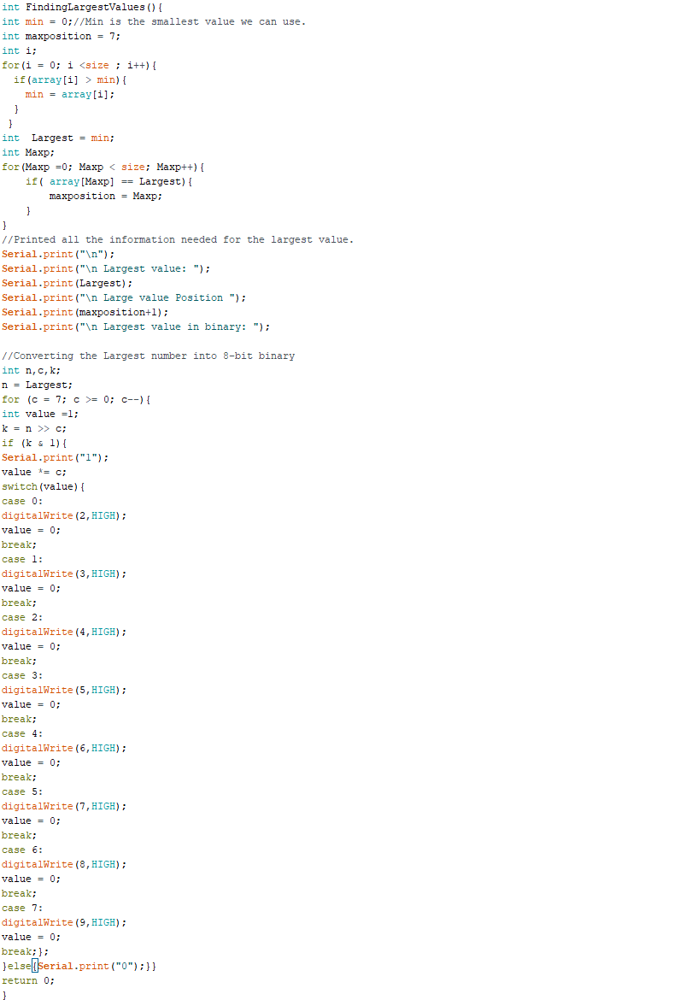 int FindingLargestValues(){
int min = 0;//Min is the smallest value we can use.
int maxposition = 7;
int i;
for(i = 0; i <size ; i++){
  if(array[i] > min){
    min = array[i];
  }
 }
int  Largest = min;
int Maxp;
for(Maxp =0; Maxp < size; Maxp++){
    if( array[Maxp] == Largest){
        maxposition = Maxp;
    }
}
//Printed all the information needed for the largest value.
Serial.print("\n");
Serial.print("\n Largest value: ");
Serial.print(Largest);
Serial.print("\n Large value Position ");
Serial.print(maxposition+1);
Serial.print("\n Largest value in binary: ");

//Converting the Largest number into 8-bit binary
int n,c,k;
n = Largest;
for (c = 7; c >= 0; c--){
int value =1;
k = n >> c;
if (k & 1){
Serial.print("1");
value *= c;
switch(value){
case 0:
digitalWrite(2,HIGH);
value = 0;
break;
case 1:
digitalWrite(3,HIGH);
value = 0;
break;
case 2:
digitalWrite(4,HIGH);
value = 0;
break;
case 3:
digitalWrite(5,HIGH);
value = 0;
break;
case 4:
digitalWrite(6,HIGH);
value = 0;
break;
case 5:
digitalWrite(7,HIGH);
value = 0;
break;
case 6:
digitalWrite(8,HIGH);
value = 0;
break;
case 7:
digitalWrite(9,HIGH);
value = 0;
break;};
}else{Serial.print("0");}}
return 0;
}